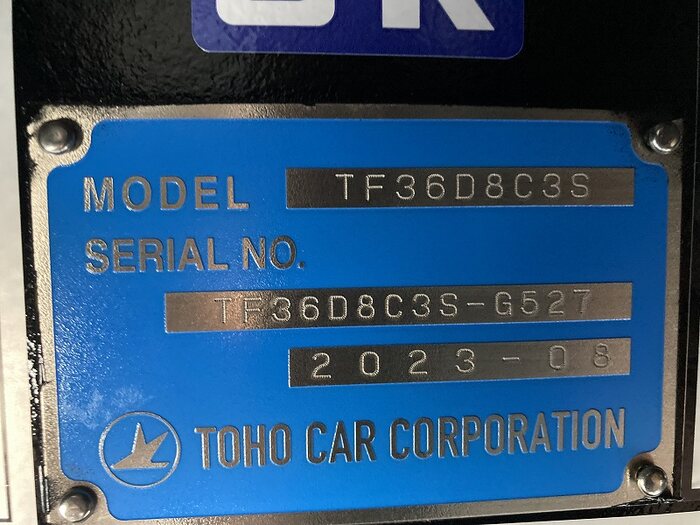 MODEL TF36D8C3S
SERIAL NO.
TF36D8C3S-G527
2023-08
TOHO CAR CORPORATION